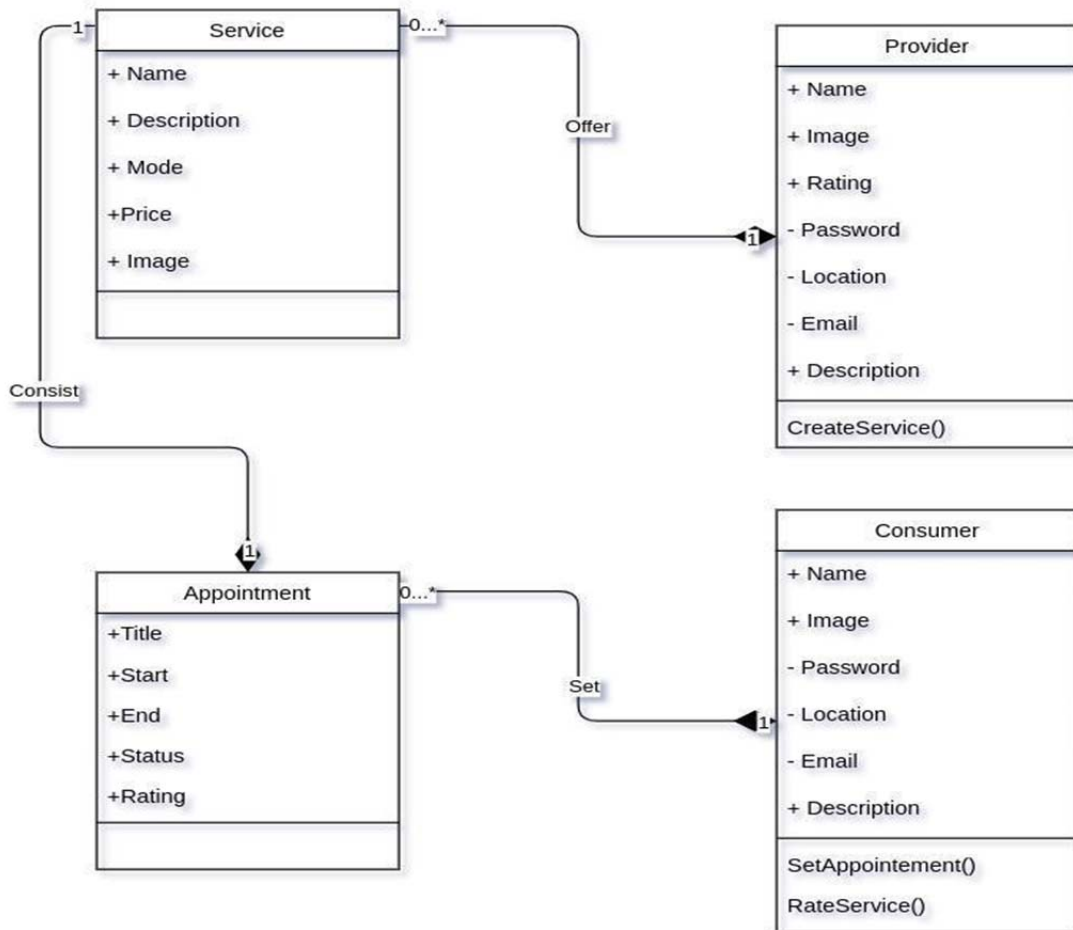 1
Service
+ Name
+ Description
+ Mode
+Price
+ Image
0...*
Offer
1
Provider
+ Name
+ Image
+ Rating
- Password
- Location
- Email
+ Description
CreateService()
Consist
1
Appointment
+Title
+Start
+End
+Status
+Rating
0...*
Set
1
Consumer
+ Name
+ Image
- Password
- Location
- Email
+ Description
SetAppointement()
RateService()